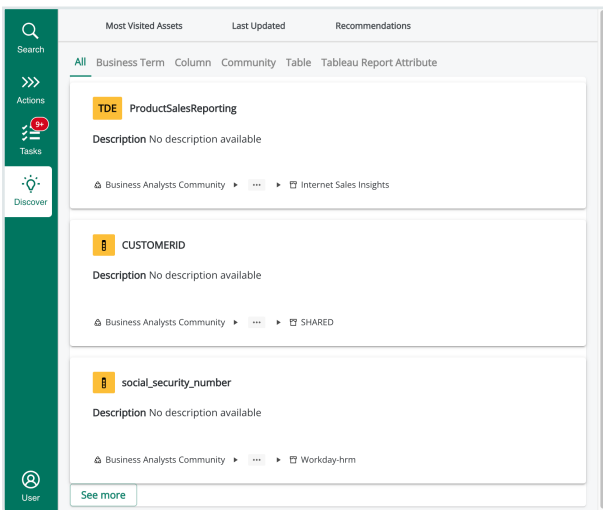 Most Visited Assets Last Updated Recommendations
Search
All Business Term Column Community Table Tableau Report Attribute
Actions
TDE ProductSalesReporting
9+
Description No description available
Tasks
Business Analysts Community ▸ ••• ▸ Internet Sales Insights
Discover
CUSTOMERID
Description No description available
Business Analysts Community ▸ ••• ▸ SHARED
social_security_number
Description No description available
Business Analysts Community ▸ ••• ▸ Workday-hrm
See more
User